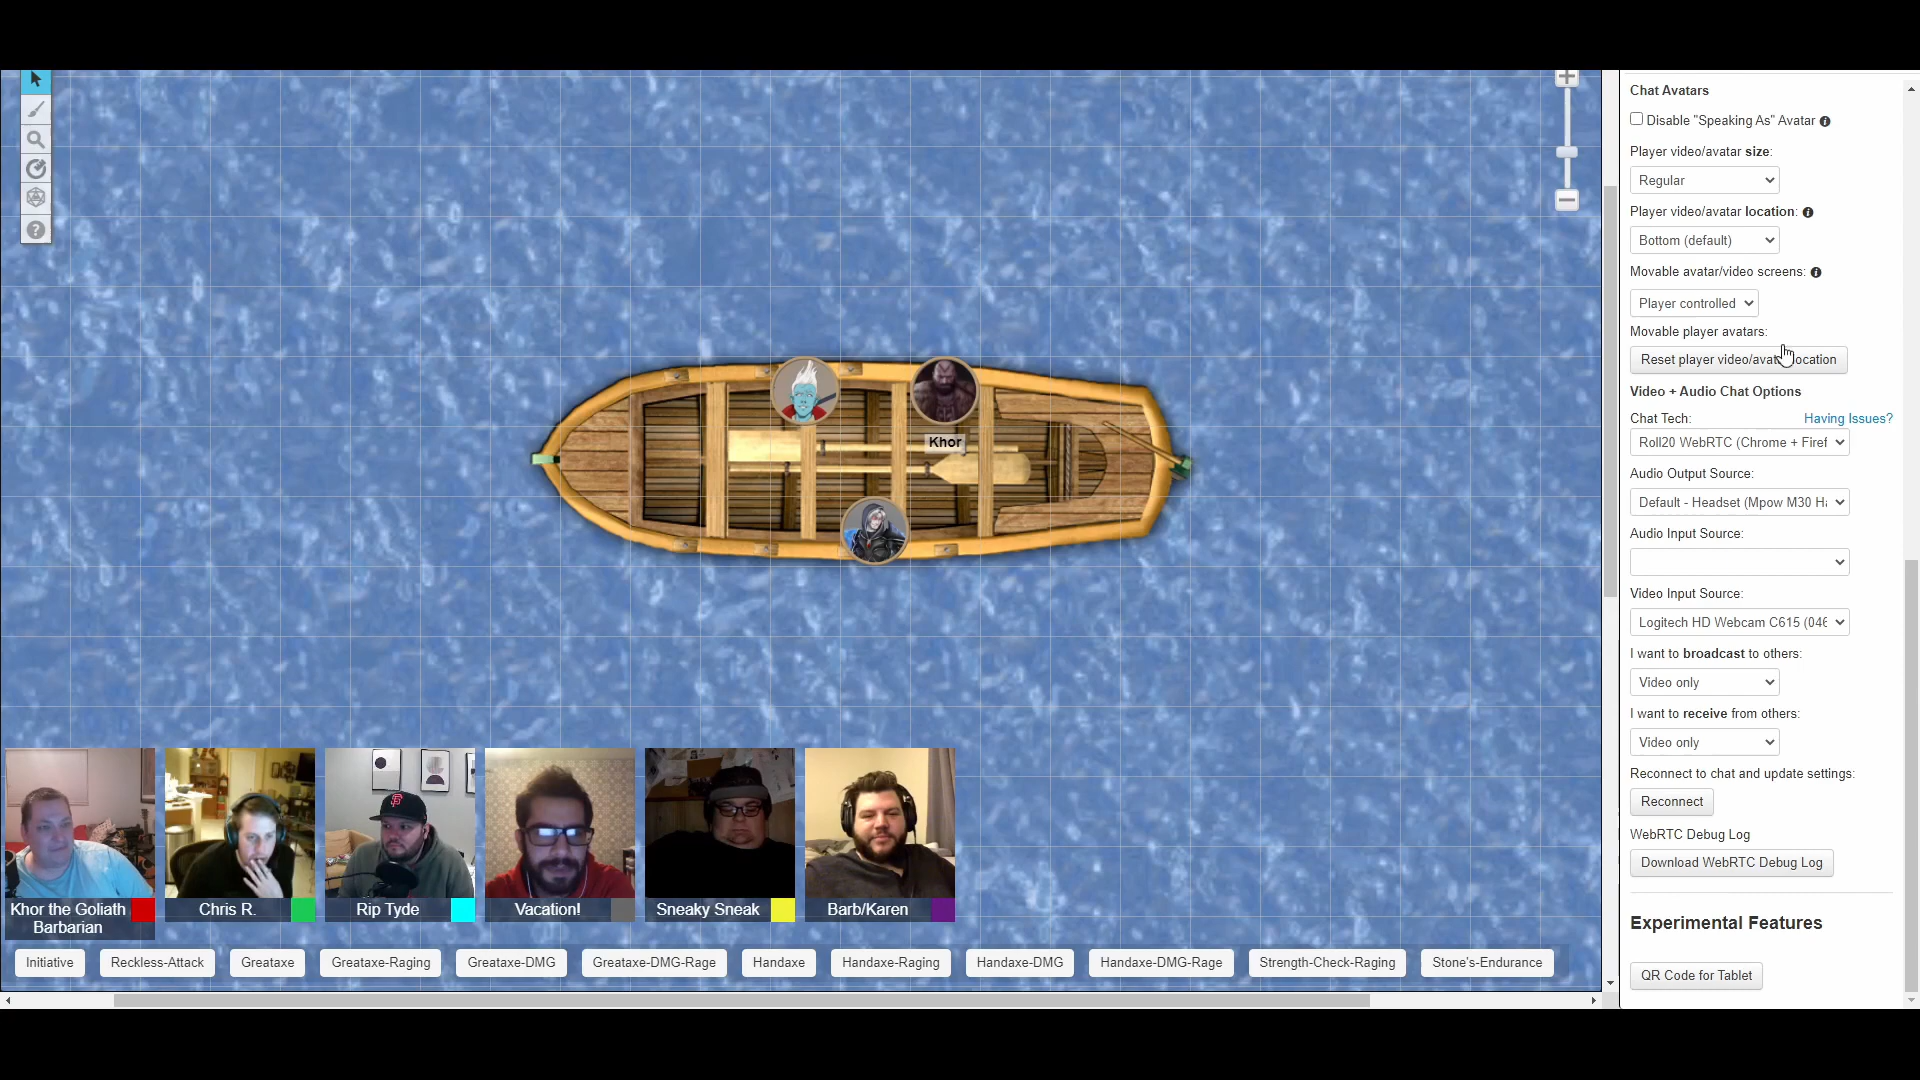 Chat Avatars
Disable "Speaking As" Avatar
Player video/avatar size:
Regular
Player video/avatar location:
Bottom (default)
Movable avatar/video screens:
Player controlled
Movable player avatars:
Reset player video/avatar location
Video + Audio Chat Options
Chat Tech:
Having Issues?
Roll20 WebRTC (Chrome + Firef
Audio Output Source:
Default - Headset (Mpow M30 Ha
Audio Input Source:
Video Input Source:
Logitech HD Webcam C615 (046
I want to broadcast to others:
Video only
I want to receive from others:
Video only
Reconnect to chat and update settings:
Reconnect
WebRTC Debug Log
Download WebRTC Debug Log
Experimental Features
QR Code for Tablet
Khor
Khor the Goliath
Barbarian
Chris R.
Rip Tyde
Vacation!
Sneaky Sneak
Barb/Karen
Initiative
Reckless-Attack
Greataxe
Greataxe-Raging
Greataxe-DMG
Greataxe-DMG-Rage
Handaxe
Handaxe-Raging
Handaxe-DMG
Handaxe-DMG-Rage
Strength-Check-Raging
Stone's-Endurance